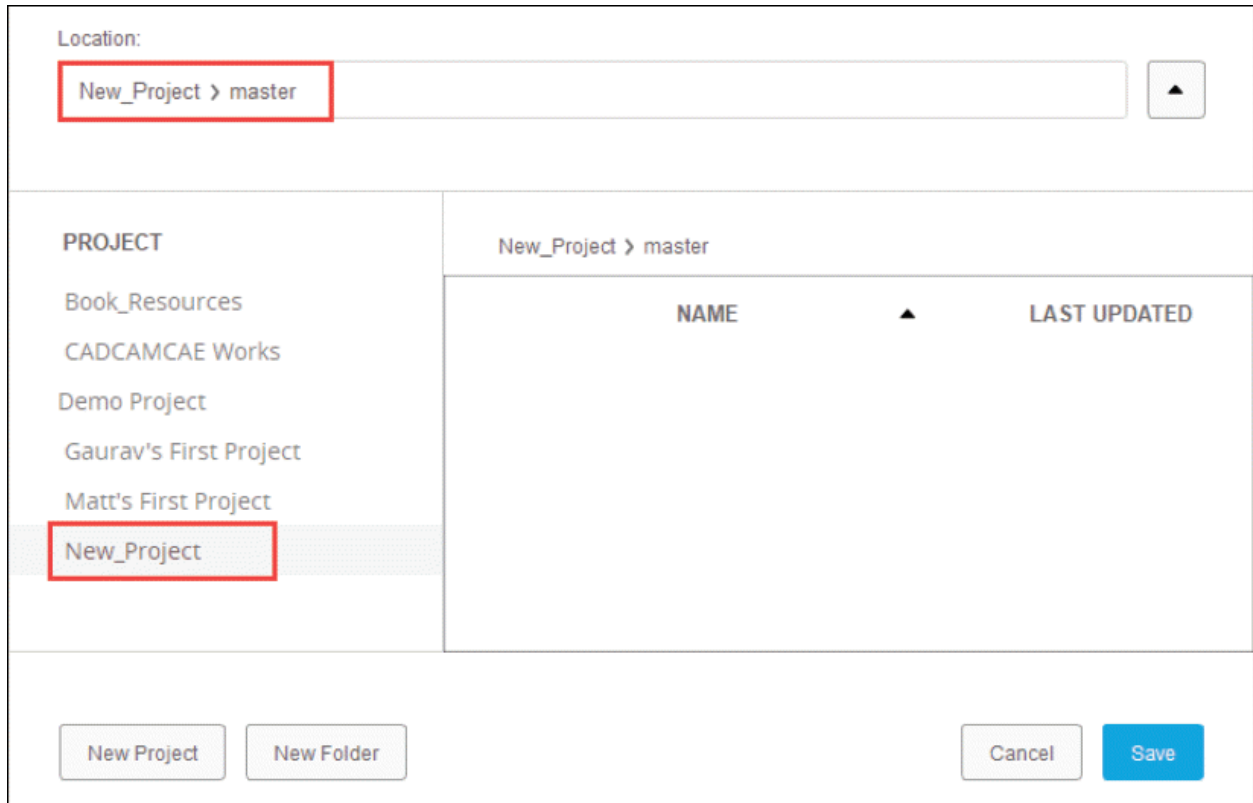 Location:
New_Project > master
PROJECT
Book_Resources
CADCAMCAE Works
Demo Project
Gaurav's First Project
Matt's First Project
New_Project
New_Project > master
NAME LAST UPDATED
New Project New Folder Cancel Save